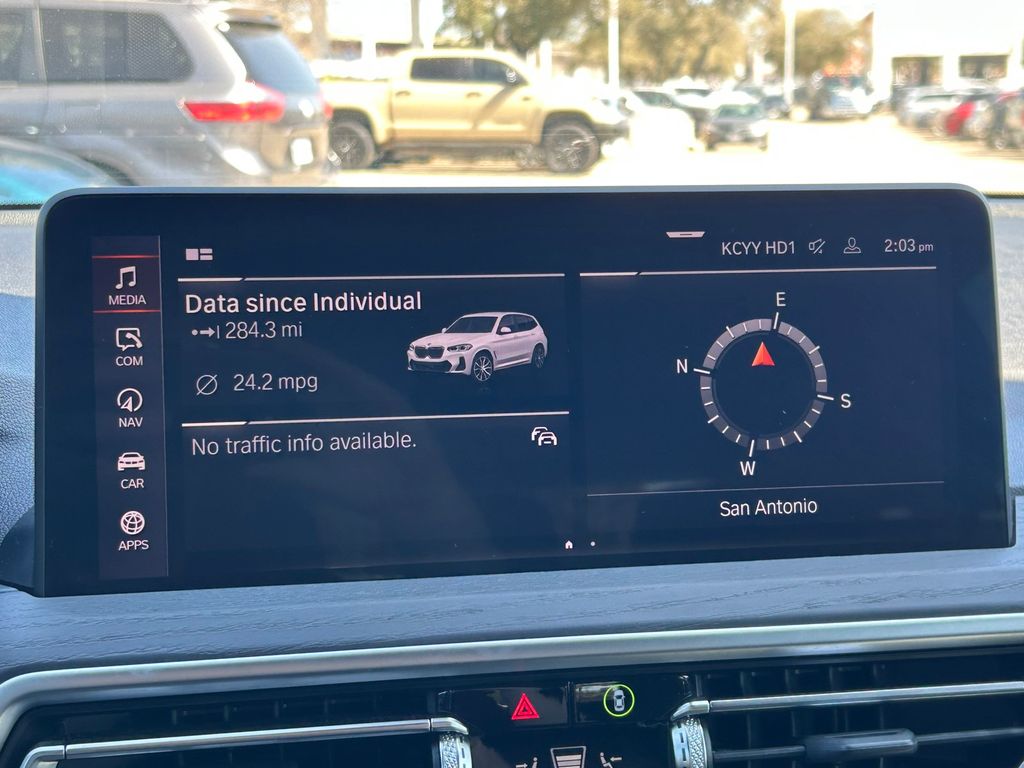 KCYY HD1
2:03 pm
MEDIA
COM
NAV
CAR
APPS
Data since Individual
284.3 mi
24.2 mpg
No traffic info available.
E
N
S
W
San Antonio